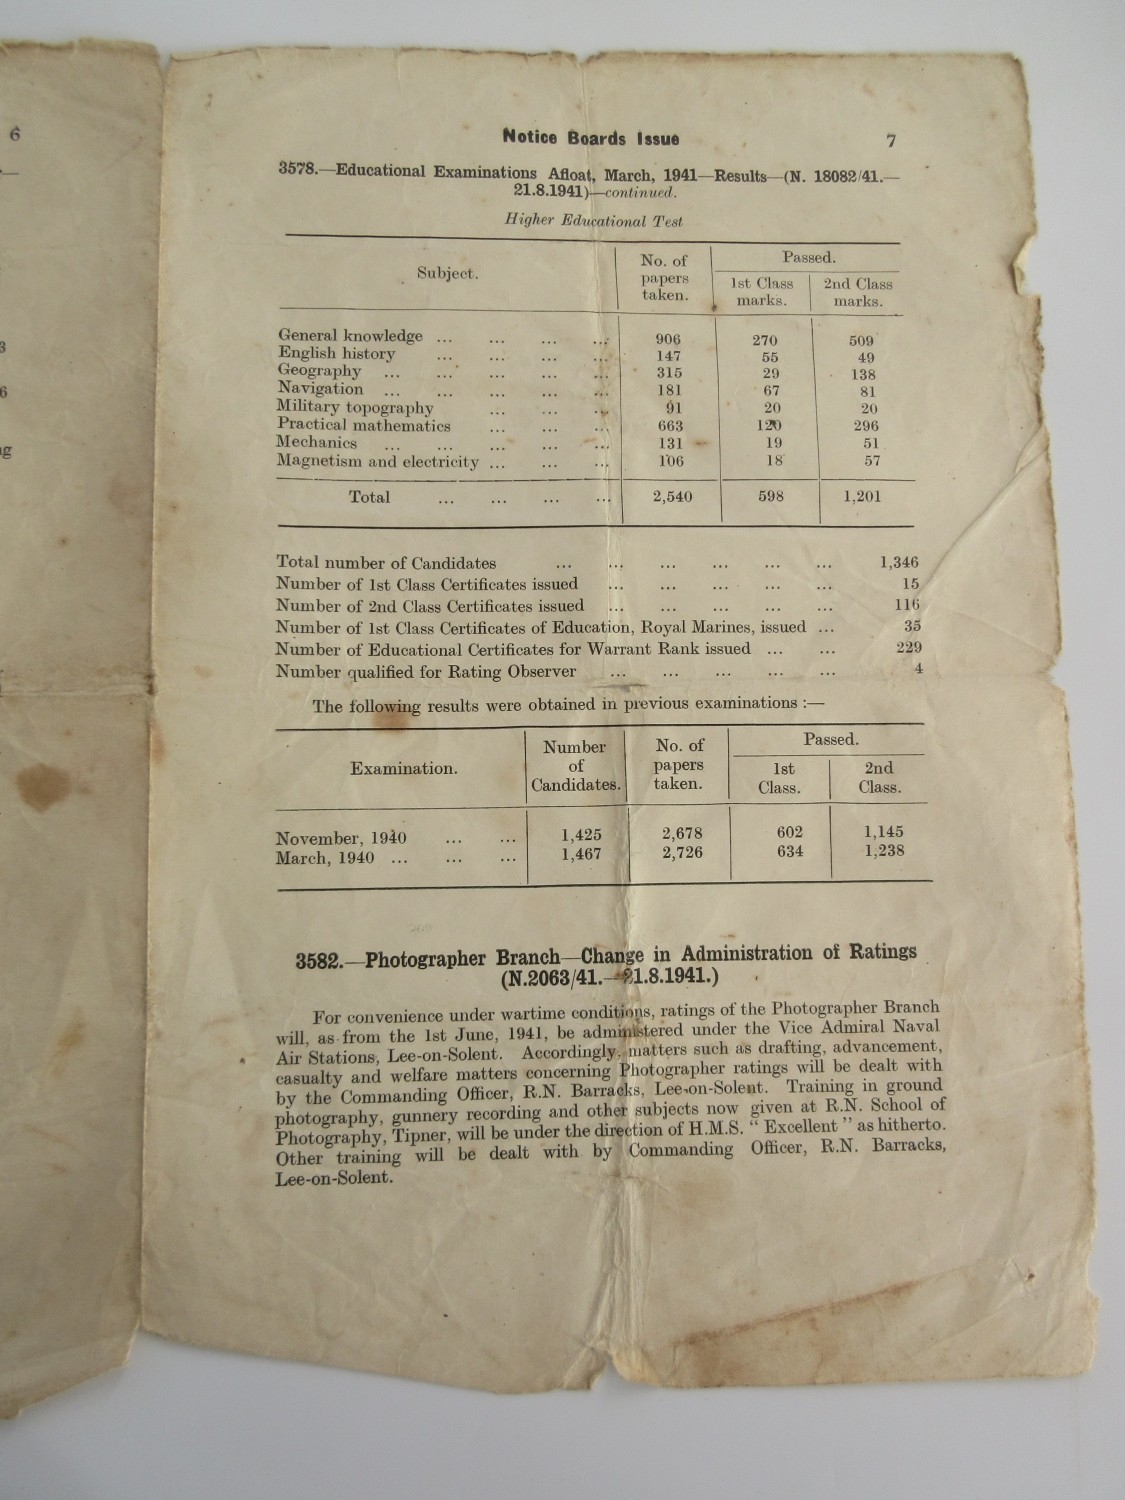 6
3
6
g
Notice Boards Issue 7
3578.—Educational Examinations Afloat, March, 1941—Results—(N. 18082/41.—
21.8.1941)—continued.
Higher Educational Test
Subject. No. of papers taken. Passed.
1st Class marks. 2nd Class marks.
General knowledge ... ... ... ... 906 270 509
English history ... ... ... ... 147 55 49
Geography ... ... ... ... ... 315 29 138
Navigation ... ... ... ... ... 181 67 81
Military topography ... ... ... 91 20 20
Practical mathematics ... ... ... 663 120 296
Mechanics ... ... ... ... ... 131 19 51
Magnetism and electricity ... ... ... 106 18 57
Total ... ... ... ... 2,540 598 1,201
Total number of Candidates ... ... ... ... ... ... 1,346
Number of 1st Class Certificates issued ... ... ... ... ... 15
Number of 2nd Class Certificates issued ... ... ... ... ... 116
Number of 1st Class Certificates of Education, Royal Marines, issued ... 35
Number of Educational Certificates for Warrant Rank issued ... ... 229
Number qualified for Rating Observer ... ... ... ... ... 4
The following results were obtained in previous examinations :—
Examination. Number of Candidates. No. of papers taken. Passed.
1st Class. 2nd Class.
November, 1940 ... ... 1,425 2,678 602 1,145
March, 1940 ... ... ... 1,467 2,726 634 1,238
3582.—Photographer Branch—Change in Administration of Ratings
(N.2063/41.—21.8.1941.)
For convenience under wartime conditions, ratings of the Photographer Branch
will, as from the 1st June, 1941, be administered under the Vice Admiral Naval
Air Stations, Lee-on-Solent. Accordingly, matters such as drafting, advancement,
casualty and welfare matters concerning Photographer ratings will be dealt with
by the Commanding Officer, R.N. Barracks, Lee-on-Solent. Training in ground
photography, gunnery recording and other subjects now given at R.N. School of
Photography, Tipner, will be under the direction of H.M.S. “ Excellent ” as hitherto.
Other training will be dealt with by Commanding Officer, R.N. Barracks,
Lee-on-Solent.